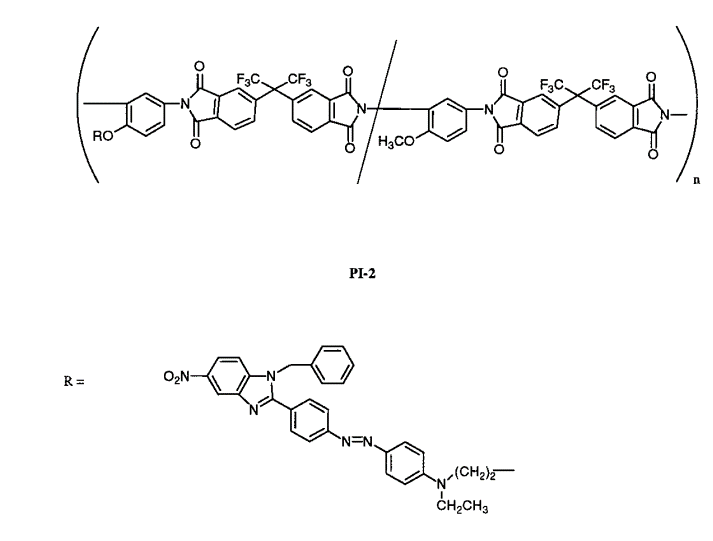 O O F3C CF3 O O F3C CF3 O
N N N N
RO O O O H3CO O O
n
PI-2
R = O2N N
N
N=N
N (CH2)2
CH2CH3